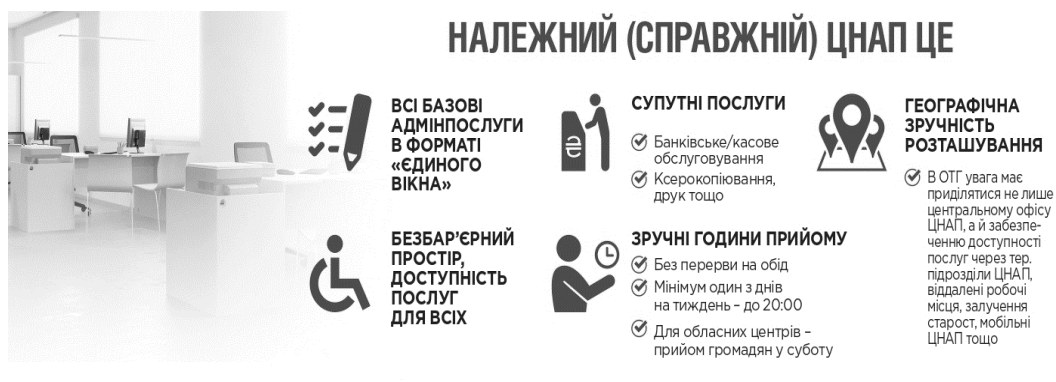 НАЛЕЖНИЙ (СПРАВЖНІЙ) ЦНАП ЦЕ
ВСІ БАЗОВІ
АДМІНПОСЛУГИ
В ФОРМАТІ
«ЄДИНОГО
ВІКНА»
БЕЗБАР’ЄРНИЙ
ПРОСТІР,
ДОСТУПНІСТЬ
ПОСЛУГ
ДЛЯ ВСІХ
СУПУТНІ ПОСЛУГИ
Банківське/касове
обслуговування
Ксерокопіювання,
друк тощо
ЗРУЧНІ ГОДИНИ ПРИЙОМУ
Без перерви на обід
Мінімум один з днів
на тиждень – до 20:00
Для обласних центрів –
прийом громадян у суботу
ГЕОГРАФІЧНА
ЗРУЧНІСТЬ
РОЗТАШУВАННЯ
В ОТГ увага має
приділятися не лише
центральному офісу
ЦНАП, а й забезпе-
ченню доступності
послуг через тер.
підрозділи ЦНАП,
віддалені робочі
місця, залучення
старост, мобільні
ЦНАП тощо